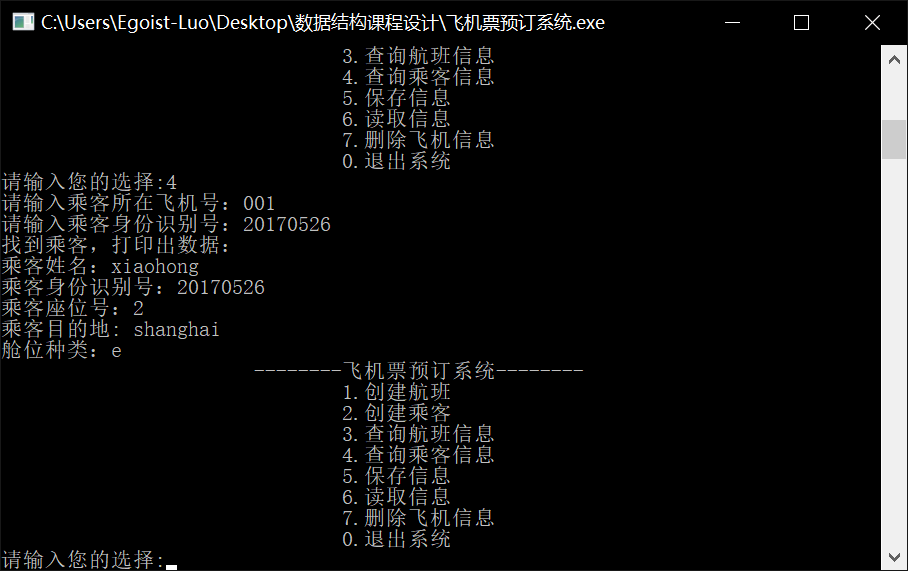 C:\Users\Egoist-Luo\Desktop\数据结构课程设计\飞机票预订系统.exe
3.查询航班信息
4.查询乘客信息
5.保存信息
6.读取信息
7.删除飞机信息
0.退出系统
请输入您的选择:4
请输入乘客所在飞机号：001
请输入乘客身份识别号：20170526
找到乘客，打印出数据：
乘客姓名：xiaohong
乘客身份识别号：20170526
乘客座位号：2
乘客目的地: shanghai
舱位种类：e
--------飞机票预订系统--------
1.创建航班
2.创建乘客
3.查询航班信息
4.查询乘客信息
5.保存信息
6.读取信息
7.删除飞机信息
0.退出系统
请输入您的选择: